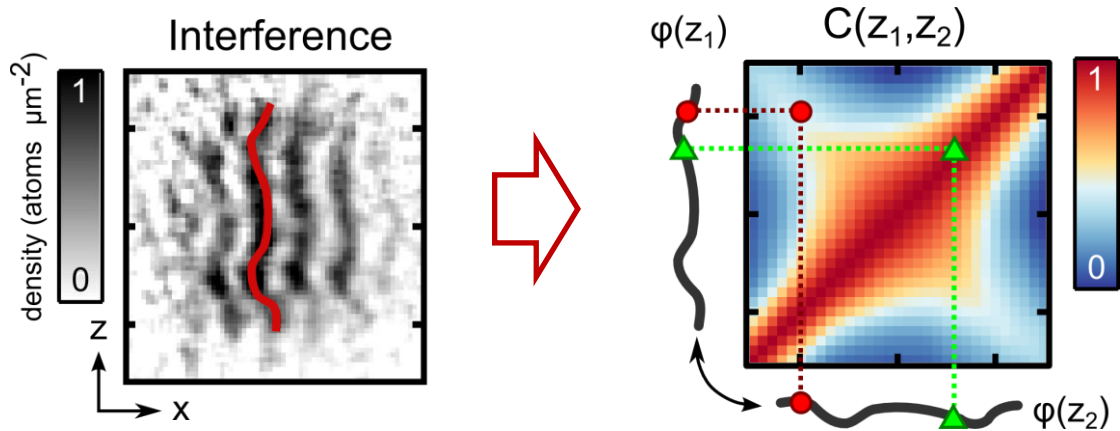 Interference
density (atoms μm⁻²)
1
0
z
x
φ(z₁)
C(z₁,z₂)
1
0
φ(z₂)